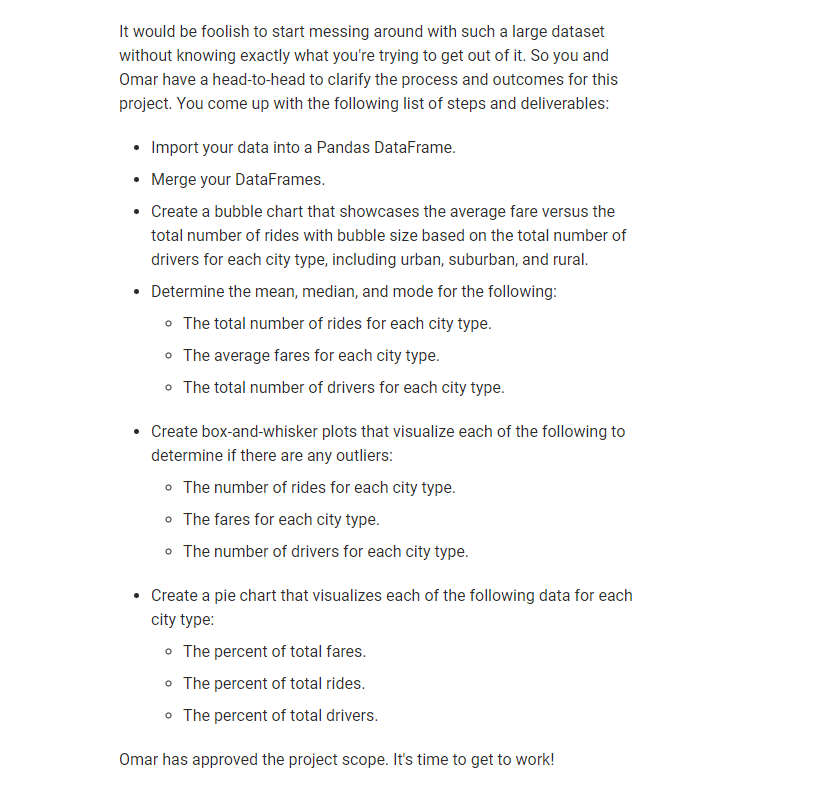 It would be foolish to start messing around with such a large dataset
without knowing exactly what you're trying to get out of it. So you and
Omar have a head-to-head to clarify the process and outcomes for this
project. You come up with the following list of steps and deliverables:
• Import your data into a Pandas DataFrame.
• Merge your DataFrames.
• Create a bubble chart that showcases the average fare versus the
total number of rides with bubble size based on the total number of
drivers for each city type, including urban, suburban, and rural.
• Determine the mean, median, and mode for the following:
◦ The total number of rides for each city type.
◦ The average fares for each city type.
◦ The total number of drivers for each city type.
• Create box-and-whisker plots that visualize each of the following to
determine if there are any outliers:
◦ The number of rides for each city type.
◦ The fares for each city type.
◦ The number of drivers for each city type.
• Create a pie chart that visualizes each of the following data for each
city type:
◦ The percent of total fares.
◦ The percent of total rides.
◦ The percent of total drivers.
Omar has approved the project scope. It's time to get to work!